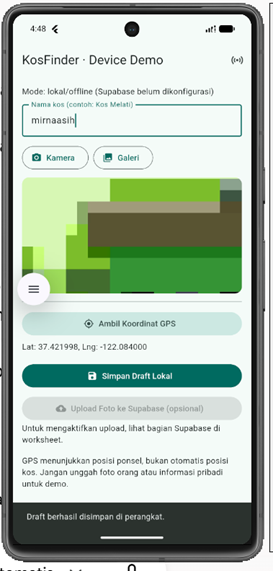 4:48
KosFinder · Device Demo
Mode: lokal/offline (Supabase belum dikonfigurasi)
Nama kos (contoh: Kos Melati)
mirnaasih
Kamera
Galeri
Ambil Koordinat GPS
Lat: 37.421998, Lng: -122.084000
Simpan Draft Lokal
Upload Foto ke Supabase (opsional)
Untuk mengaktifkan upload, lihat bagian Supabase di
worksheet.
GPS menunjukkan posisi ponsel, bukan otomatis posisi
kos. Jangan unggah foto orang atau informasi pribadi
untuk demo.
Draft berhasil disimpan di perangkat.